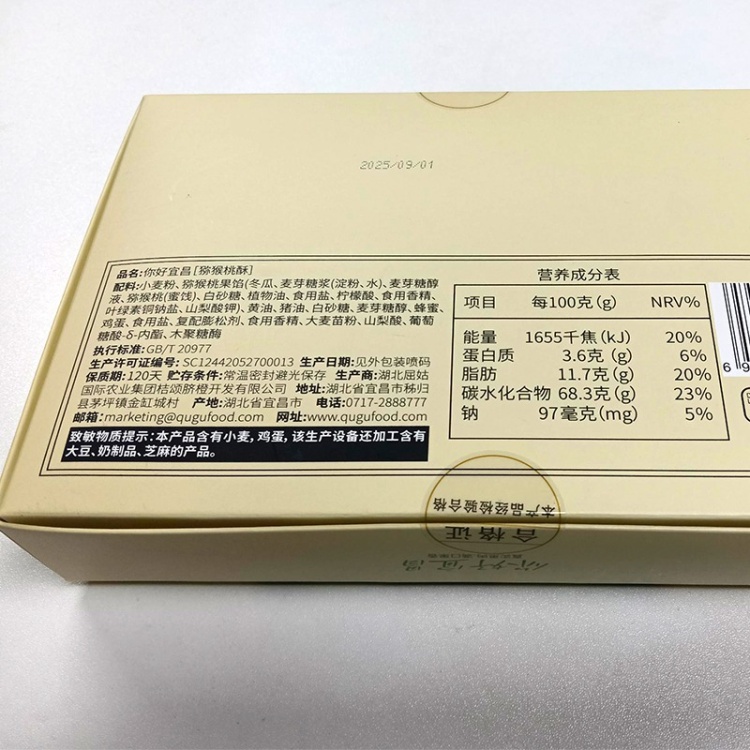 2025/09/01
品名:你好宜昌[猕猴桃酥]
配料:小麦粉、猕猴桃果馅(冬瓜、麦芽糖浆(淀粉、水)、麦芽糖醇
液、猕猴桃(蜜饯)、白砂糖、植物油、食用盐、柠檬酸、食用香精、
叶绿素铜钠盐、山梨酸钾)、黄油、猪油、白砂糖、麦芽糖醇、蜂蜜、
鸡蛋、食用盐、复配膨松剂、食用香精、大麦苗粉、山梨酸、葡萄
糖酸-δ-内酯、木聚糖酶
执行标准:GB/T 20977
生产许可证编号: SC12442052700013 生产日期:见外包装喷码
保质期:120天 贮存条件:常温密封避光保存 生产商:湖北屈姑
国际农业集团桔颂脐橙开发有限公司 地址:湖北省宜昌市秭归
县茅坪镇金缸城村 产地:湖北省宜昌市 电话:0717-2888777
邮箱:marketing@qugufood.com 网址:www.qugufood.com
致敏物质提示:本产品含有小麦,鸡蛋,该生产设备还加工含有
大豆、奶制品、芝麻的产品。
营养成分表
项目 每100克(g) NRV%
能量 1655千焦(kJ) 20%
蛋白质 3.6克(g) 6%
脂肪 11.7克(g) 20%
碳水化合物 68.3克(g) 23%
钠 97毫克(mg) 5%
6 9
本产品经检验合格
合格证
你好宜昌